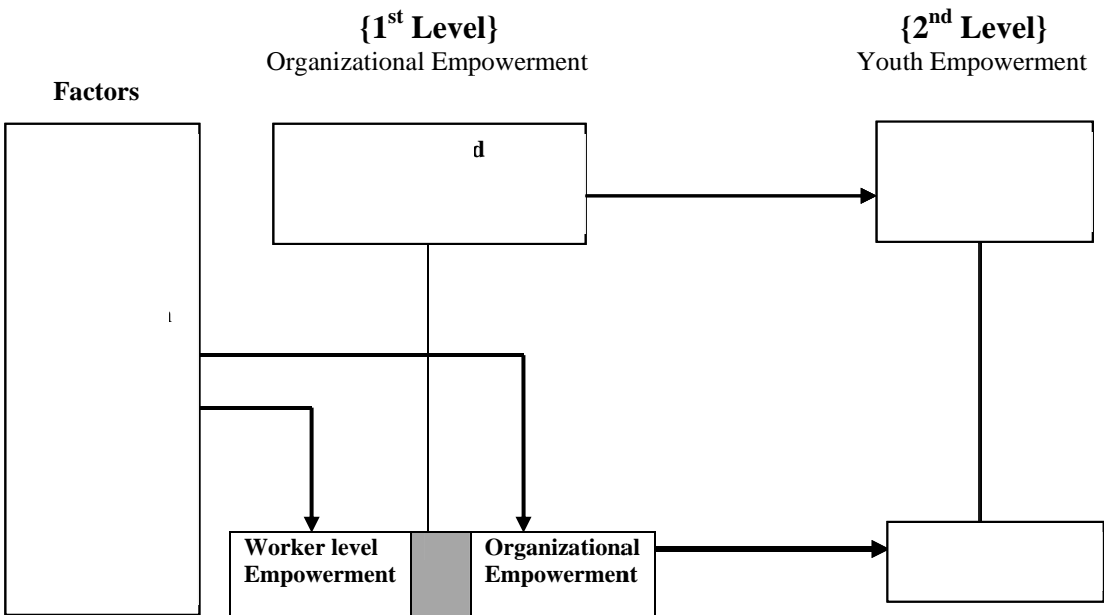 {1st Level}
Organizational Empowerment
{2nd Level}
Youth Empowerment
Factors
d
Worker level
Empowerment
Organizational
Empowerment